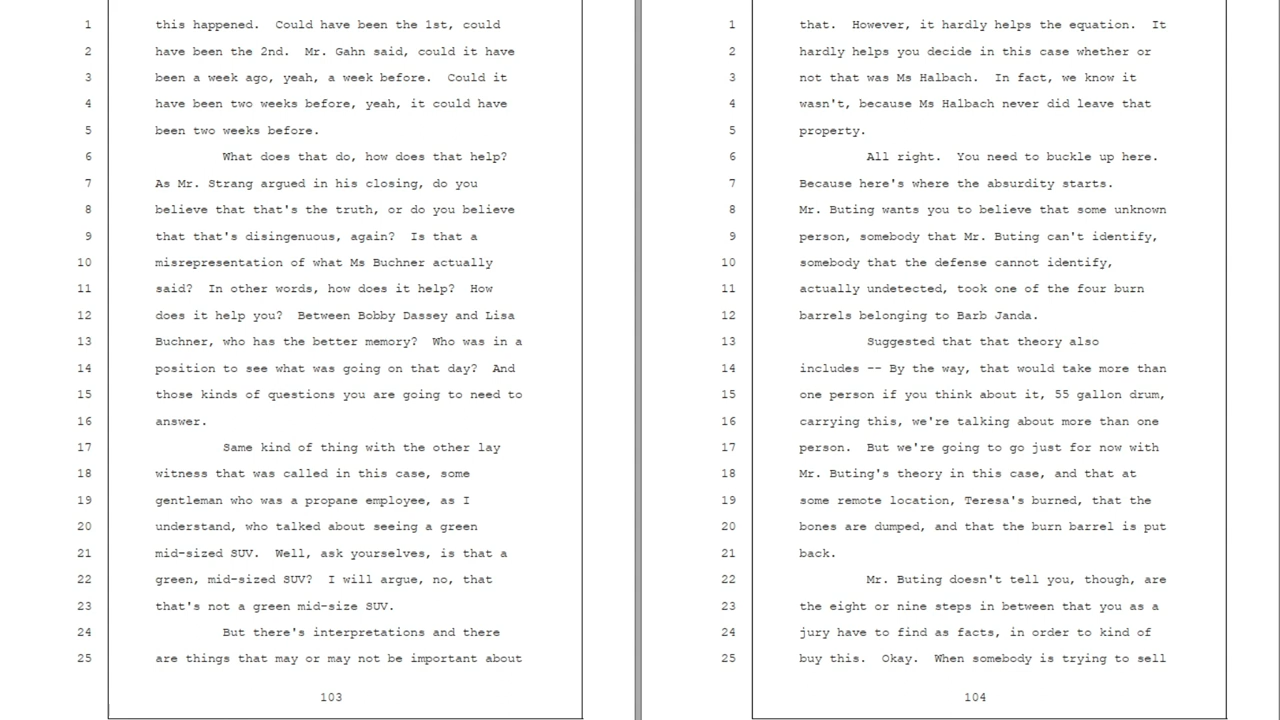 1 this happened. Could have been the 1st, could
2 have been the 2nd. Mr. Gahn said, could it have
3 been a week ago, yeah, a week before. Could it
4 have been two weeks before, yeah, it could have
5 been two weeks before.
6 What does that do, how does that help?
7 As Mr. Strang argued in his closing, do you
8 believe that that's the truth, or do you believe
9 that that's disingenuous, again? Is that a
10 misrepresentation of what Ms Buchner actually
11 said? In other words, how does it help? How
12 does it help you? Between Bobby Dassey and Lisa
13 Buchner, who has the better memory? Who was in a
14 position to see what was going on that day? And
15 those kinds of questions you are going to need to
16 answer.
17 Same kind of thing with the other lay
18 witness that was called in this case, some
19 gentleman who was a propane employee, as I
20 understand, who talked about seeing a green
21 mid-sized SUV. Well, ask yourselves, is that a
22 green, mid-sized SUV? I will argue, no, that
23 that's not a green mid-size SUV.
24 But there's interpretations and there
25 are things that may or may not be important about
103
1 that. However, it hardly helps the equation. It
2 hardly helps you decide in this case whether or
3 not that was Ms Halbach. In fact, we know it
4 wasn't, because Ms Halbach never did leave that
5 property.
6 All right. You need to buckle up here.
7 Because here's where the absurdity starts.
8 Mr. Buting wants you to believe that some unknown
9 person, somebody that Mr. Buting can't identify,
10 somebody that the defense cannot identify,
11 actually undetected, took one of the four burn
12 barrels belonging to Barb Janda.
13 Suggested that that theory also
14 includes -- By the way, that would take more than
15 one person if you think about it, 55 gallon drum,
16 carrying this, we're talking about more than one
17 person. But we're going to go just for now with
18 Mr. Buting's theory in this case, and that at
19 some remote location, Teresa's burned, that the
20 bones are dumped, and that the burn barrel is put
21 back.
22 Mr. Buting doesn't tell you, though, are
23 the eight or nine steps in between that you as a
24 jury have to find as facts, in order to kind of
25 buy this. Okay. When somebody is trying to sell
104